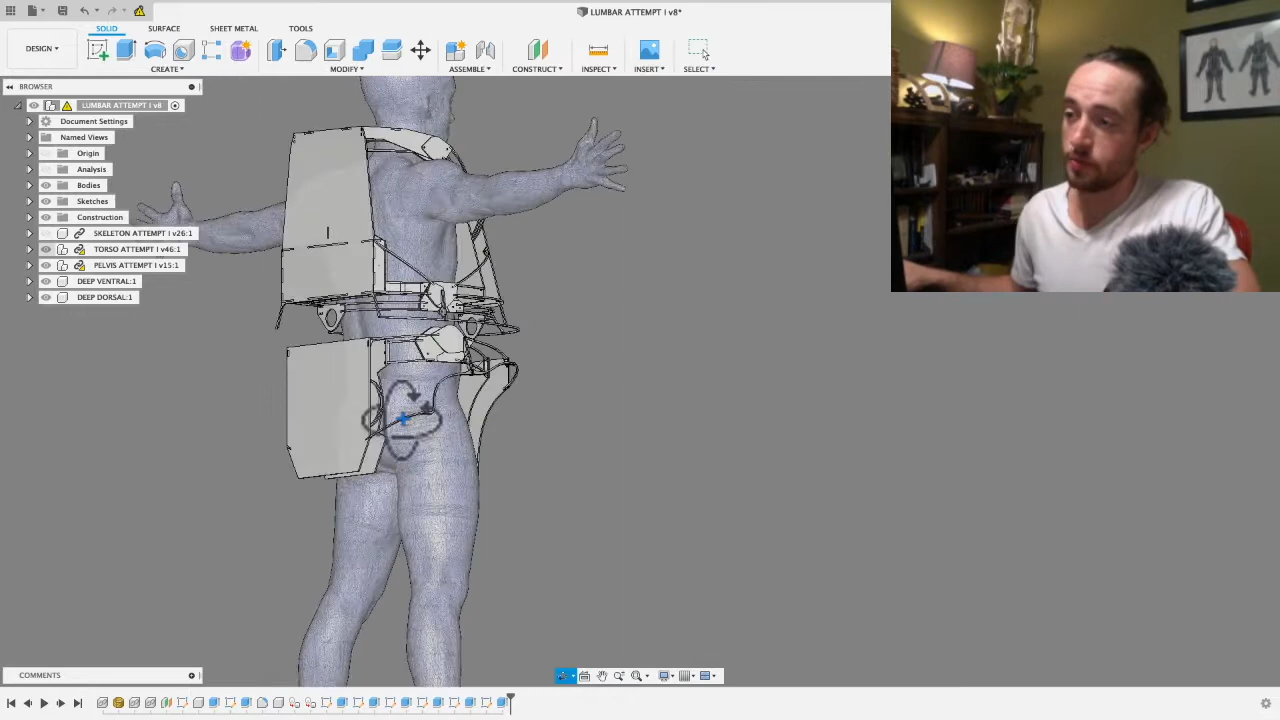 LUMBAR ATTEMPT I v8*
DESIGN
SOLID
SURFACE
SHEET METAL
TOOLS
CREATE
MODIFY
ASSEMBLE
CONSTRUCT
INSPECT
INSERT
SELECT
BROWSER
LUMBAR ATTEMPT I v8
Document Settings
Named Views
Origin
Analysis
Bodies
Sketches
Construction
SKELETON ATTEMPT I v26:1
TORSO ATTEMPT I v46:1
PELVIS ATTEMPT I v15:1
DEEP VENTRAL:1
DEEP DORSAL:1
COMMENTS